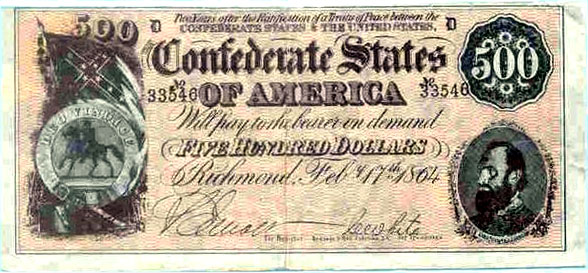 500 D Two Years after the Ratification of a Treaty of Peace between the D
CONFEDERATE STATES & THE UNITED STATES,
Confederate States
500
No No
33546 33546
OF AMERICA
Will pay to the bearer on demand
FIVE HUNDRED DOLLARS
Richmond, Feb. 17th 1864